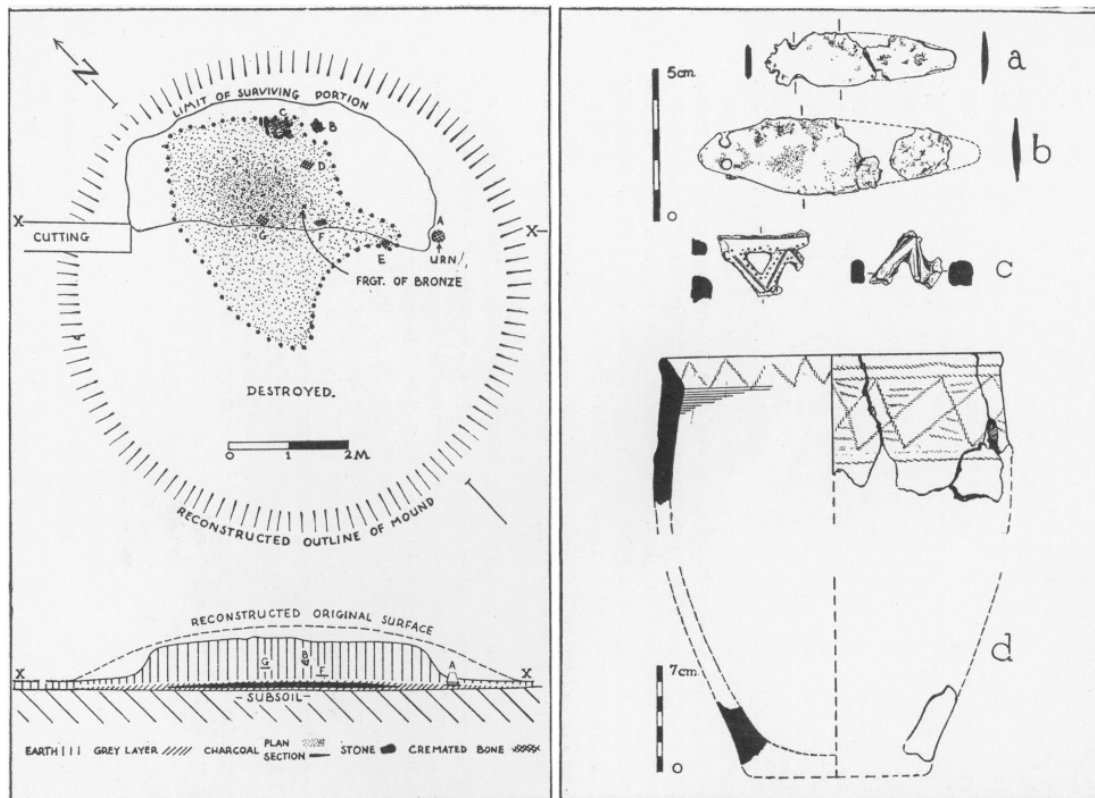 N
LIMIT OF SURVIVING PORTION
C
B
D
X
X
CUTTING
G
A
E
URN
FRGT. OF BRONZE
DESTROYED.
0 1 2M.
RECONSTRUCTED OUTLINE OF MOUND
RECONSTRUCTED ORIGINAL SURFACE
X
G
B
F
A
X
-SUBSOIL-
EARTH GREY LAYER CHARCOAL PLAN SECTION STONE CREMATED BONE
5cm.
0
a
b
c
7cm
0
d